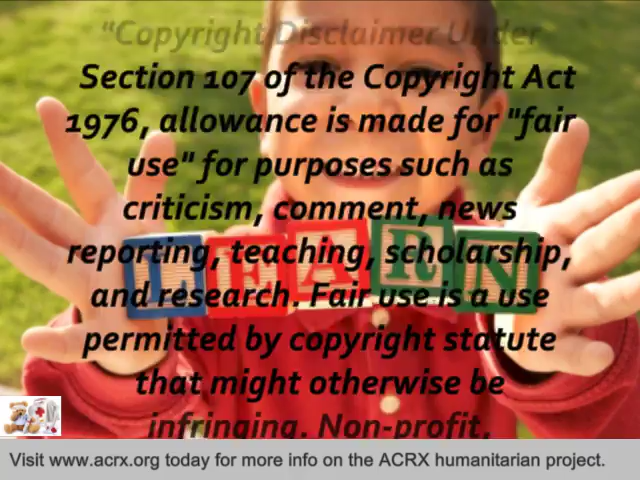 "Copyright Disclaimer Under
Section 107 of the Copyright Act
1976, allowance is made for "fair
use" for purposes such as
criticism, comment, news
reporting, teaching, scholarship,
and research. Fair use is a use
permitted by copyright statute
that might otherwise be
infringing. Non-profit,
LEARN
Visit www.acrx.org today for more info on the ACRX humanitarian project.